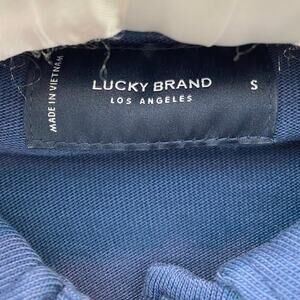 MADE IN VIETNAM
LUCKY BRAND
LOS ANGELES
S